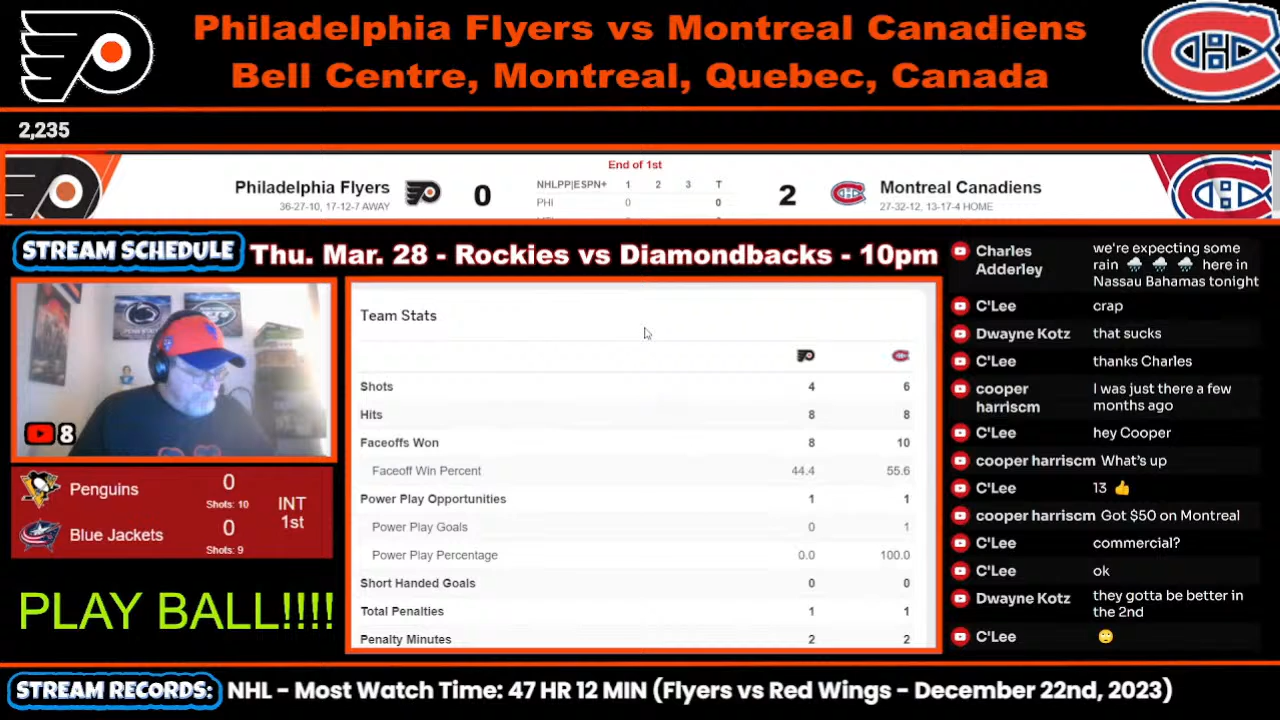 Philadelphia Flyers vs Montreal Canadiens
Bell Centre, Montreal, Quebec, Canada
2,235
End of 1st
Philadelphia Flyers
36-27-10, 17-12-7 AWAY
0
NHLPP|ESPN+ 1 2 3 T
PHI 0 0
2
Montreal Canadiens
27-32-12, 13-17-4 HOME
STREAM SCHEDULE
Thu. Mar. 28 - Rockies vs Diamondbacks - 10pm
8
Penguins 0
Shots: 10
INT
1st
Blue Jackets 0
Shots: 9
PLAY BALL!!!!
Team Stats
Shots 4 6
Hits 8 8
Faceoffs Won 8 10
Faceoff Win Percent 44.4 55.6
Power Play Opportunities 1 1
Power Play Goals 0 1
Power Play Percentage 0.0 100.0
Short Handed Goals 0 0
Total Penalties 1 1
Penalty Minutes 2 2
Charles Adderley we're expecting some
rain 🌧 🌧 🌧 here in
Nassau Bahamas tonight
C'Lee crap
Dwayne Kotz that sucks
C'Lee thanks Charles
cooper harriscm I was just there a few
months ago
C'Lee hey Cooper
cooper harriscm What's up
C'Lee 13 👍
cooper harriscm Got $50 on Montreal
C'Lee commercial?
C'Lee ok
Dwayne Kotz they gotta be better in
the 2nd
C'Lee 🙄
STREAM RECORDS:
NHL - Most Watch Time: 47 HR 12 MIN (Flyers vs Red Wings - December 22nd, 2023)